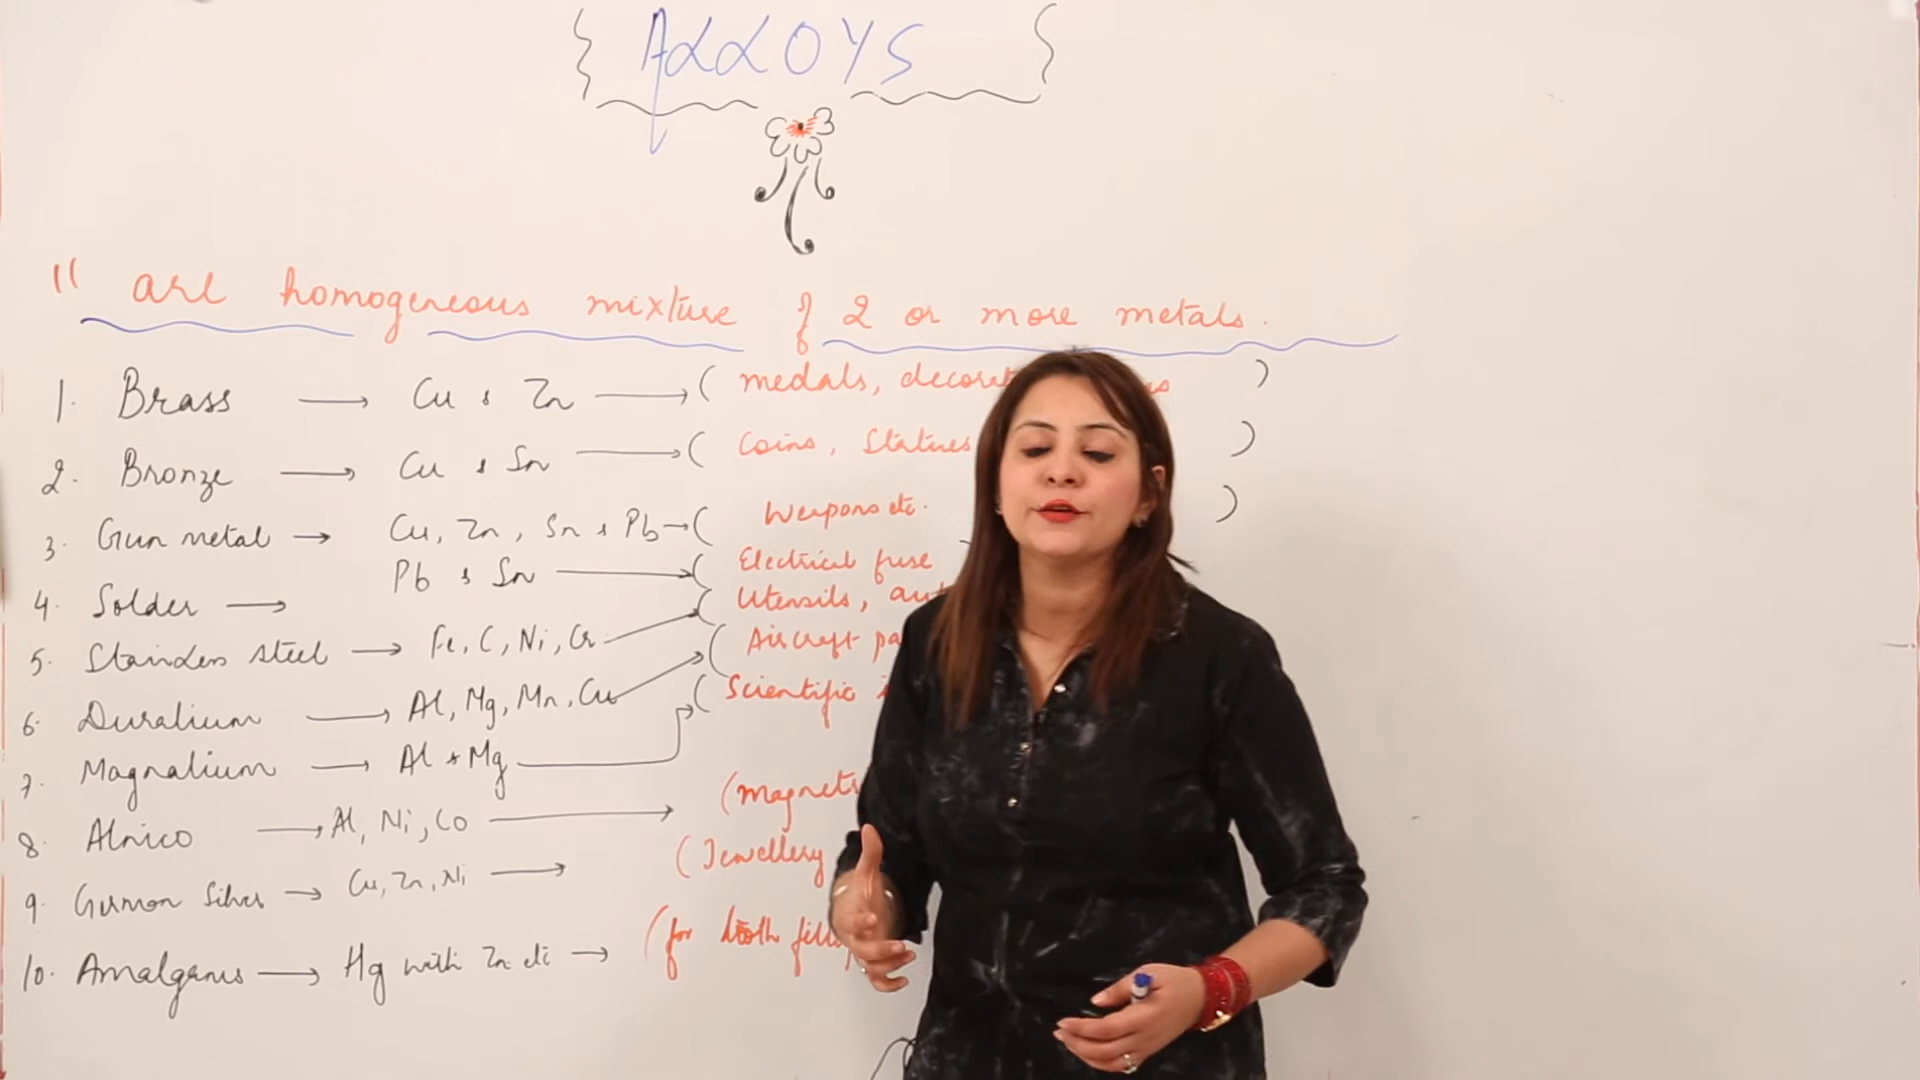 ALLOYS
" are homogeneous mixture of 2 or more metals.
1. Brass → Cu & Zn → ( medals, )
2. Bronze → Cu & Sn → ( Coins, Statues )
3. Gun metal → Cu, Zn, Sn & Pb → ( Weapons etc. )
4. Solder → Pb & Sn → ( Electrical fuse
5. Stainless steel → Fe, C, Ni, Cr → ( Utensils,
6. Duralium → Al, Mg, Mn, Cu → ( Aircraft
7. Magnalium → Al & Mg → ( Scientific
8. Alnico → Al, Ni, Co → ( Magnets
9. German Silver → Cu, Zn, Ni → ( Jewellery
10. Amalgams → Hg with Zn etc → ( for tooth